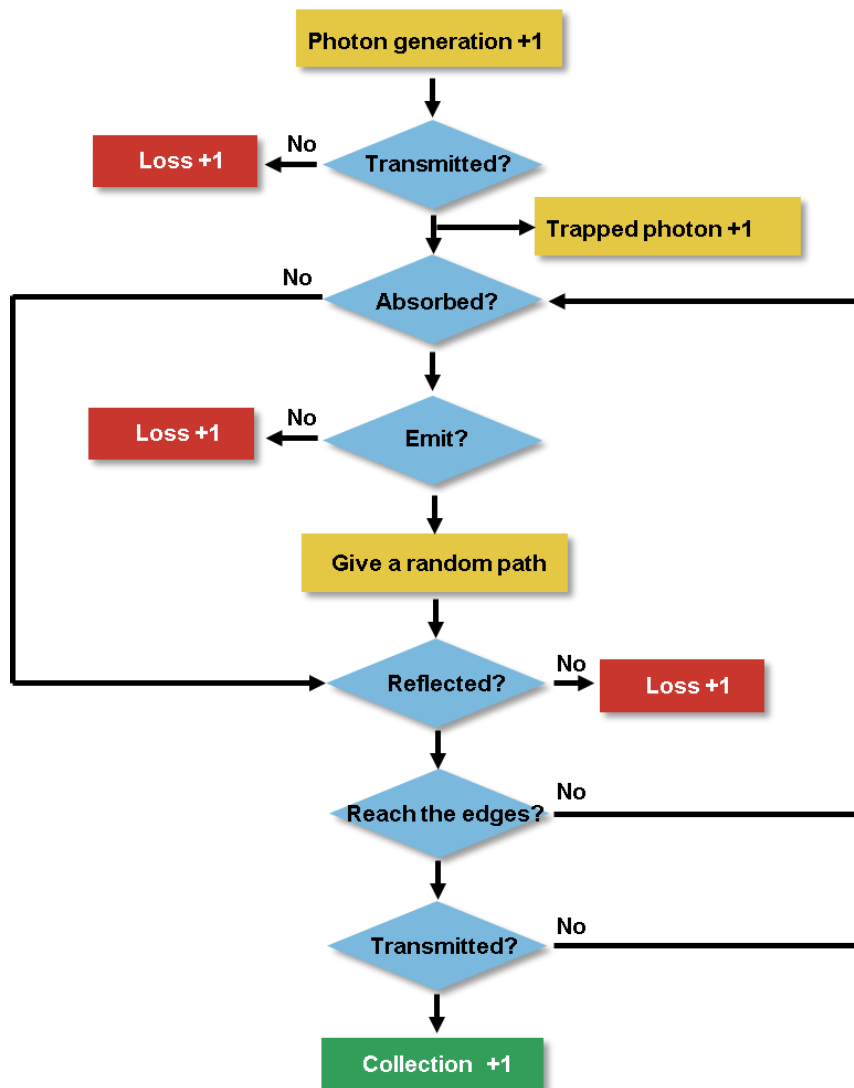 Photon generation +1
No
Loss +1
Transmitted?
Trapped photon +1
No
Absorbed?
No
Loss +1
Emit?
Give a random path
Reflected?
No
Loss +1
Reach the edges?
No
Transmitted?
No
Collection +1